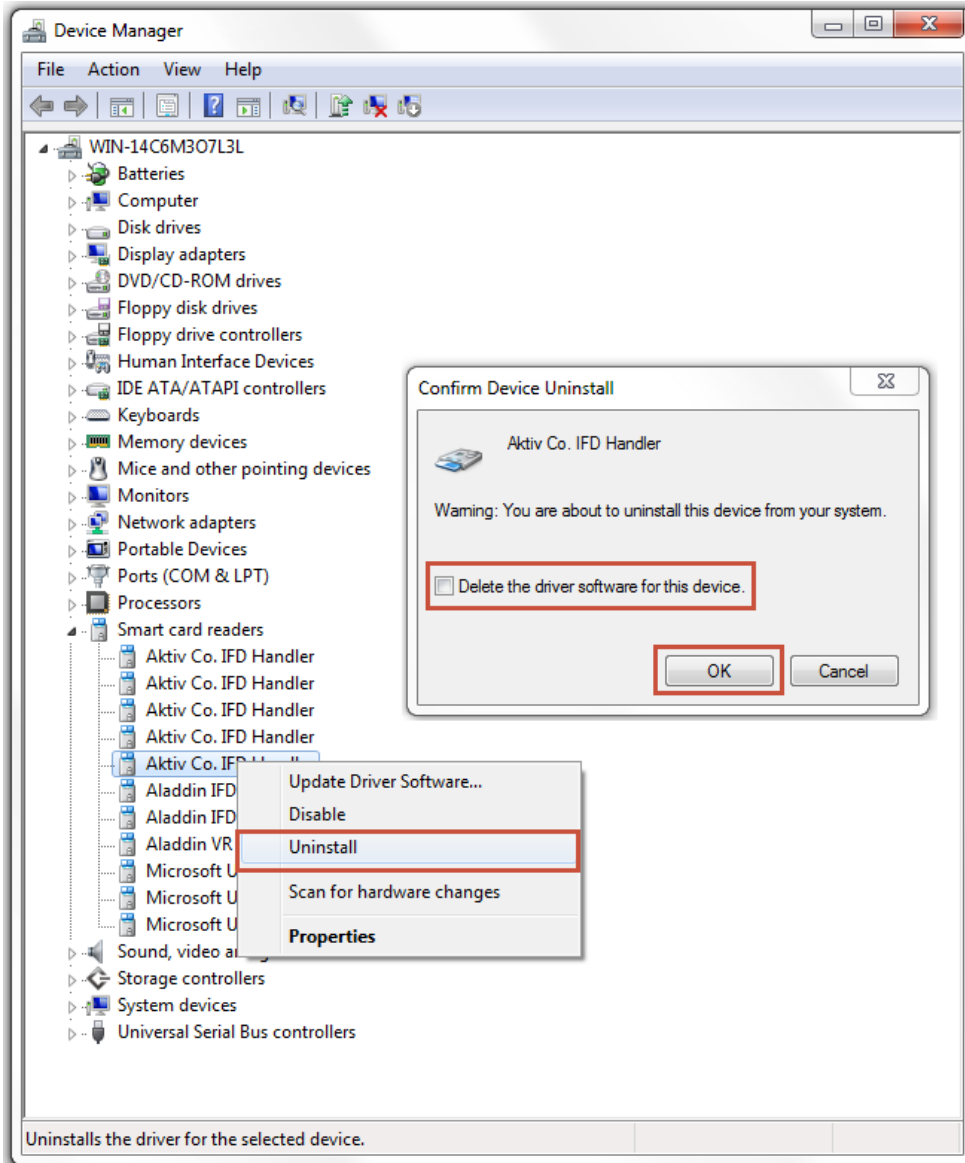 Device Manager
File Action View Help
WIN-14C6M3O7L3L
Batteries
Computer
Disk drives
Display adapters
DVD/CD-ROM drives
Floppy disk drives
Floppy drive controllers
Human Interface Devices
IDE ATA/ATAPI controllers
Keyboards
Memory devices
Mice and other pointing devices
Monitors
Network adapters
Portable Devices
Ports (COM & LPT)
Processors
Smart card readers
Aktiv Co. IFD Handler
Aktiv Co. IFD Handler
Aktiv Co. IFD Handler
Aktiv Co. IFD Handler
Aktiv Co. IFD
Aladdin IFD
Aladdin IFD
Aladdin VR
Microsoft U
Microsoft U
Microsoft U
Sound, video
Storage controllers
System devices
Universal Serial Bus controllers
Confirm Device Uninstall
Aktiv Co. IFD Handler
Warning: You are about to uninstall this device from your system.
Delete the driver software for this device.
OK Cancel
Update Driver Software...
Disable
Uninstall
Scan for hardware changes
Properties
Uninstalls the driver for the selected device.